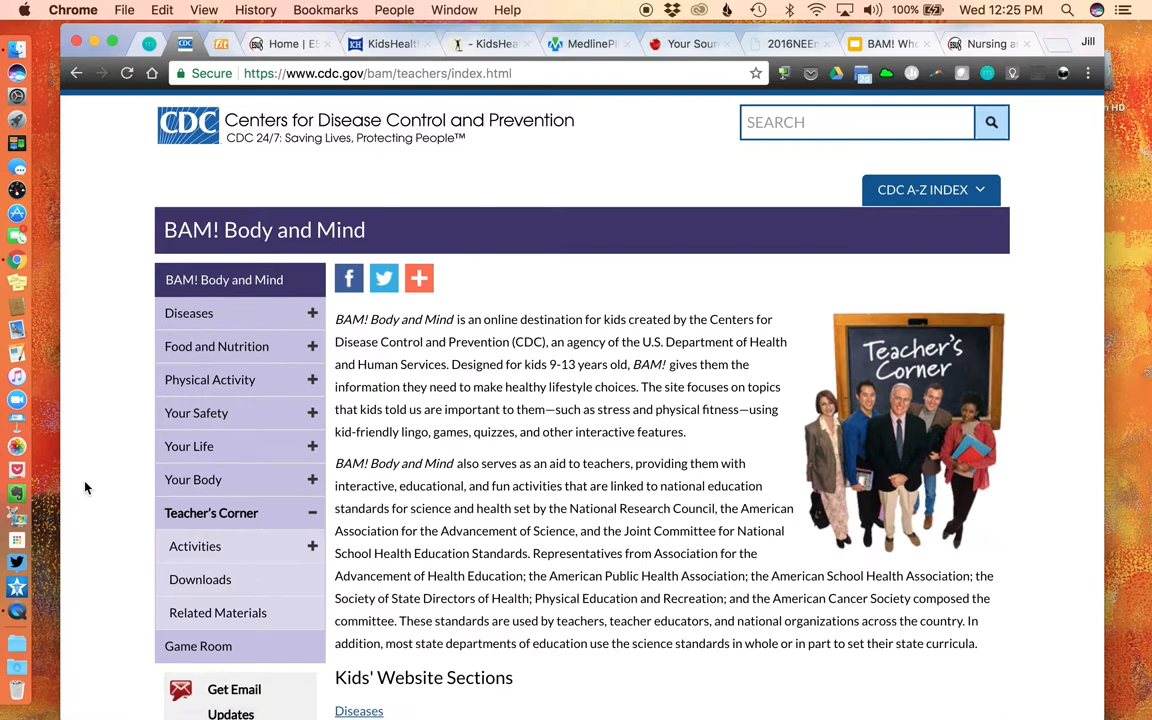 Chrome File Edit View History Bookmarks People Window Help 100% Wed 12:25 PM
Home | ES KidsHealth - KidsHea MedlinePl Your Soun 2016NEEn BAM! Who Nursing an Jill
Secure https://www.cdc.gov/bam/teachers/index.html
CDC Centers for Disease Control and Prevention
CDC 24/7: Saving Lives, Protecting People™
SEARCH
CDC A-Z INDEX
BAM! Body and Mind
BAM! Body and Mind
Diseases
Food and Nutrition
Physical Activity
Your Safety
Your Life
Your Body
Teacher's Corner
Activities
Downloads
Related Materials
Game Room
Get Email
Updates
BAM! Body and Mind is an online destination for kids created by the Centers for
Disease Control and Prevention (CDC), an agency of the U.S. Department of Health
and Human Services. Designed for kids 9-13 years old, BAM! gives them the
information they need to make healthy lifestyle choices. The site focuses on topics
that kids told us are important to them—such as stress and physical fitness—using
kid-friendly lingo, games, quizzes, and other interactive features.
Teacher's
Corner
BAM! Body and Mind also serves as an aid to teachers, providing them with
interactive, educational, and fun activities that are linked to national education
standards for science and health set by the National Research Council, the American
Association for the Advancement of Science, and the Joint Committee for National
School Health Education Standards. Representatives from Association for the
Advancement of Health Education; the American Public Health Association; the American School Health Association; the
Society of State Directors of Health; Physical Education and Recreation; and the American Cancer Society composed the
committee. These standards are used by teachers, teacher educators, and national organizations across the country. In
addition, most state departments of education use the science standards in whole or in part to set their state curricula.
Kids' Website Sections
Diseases